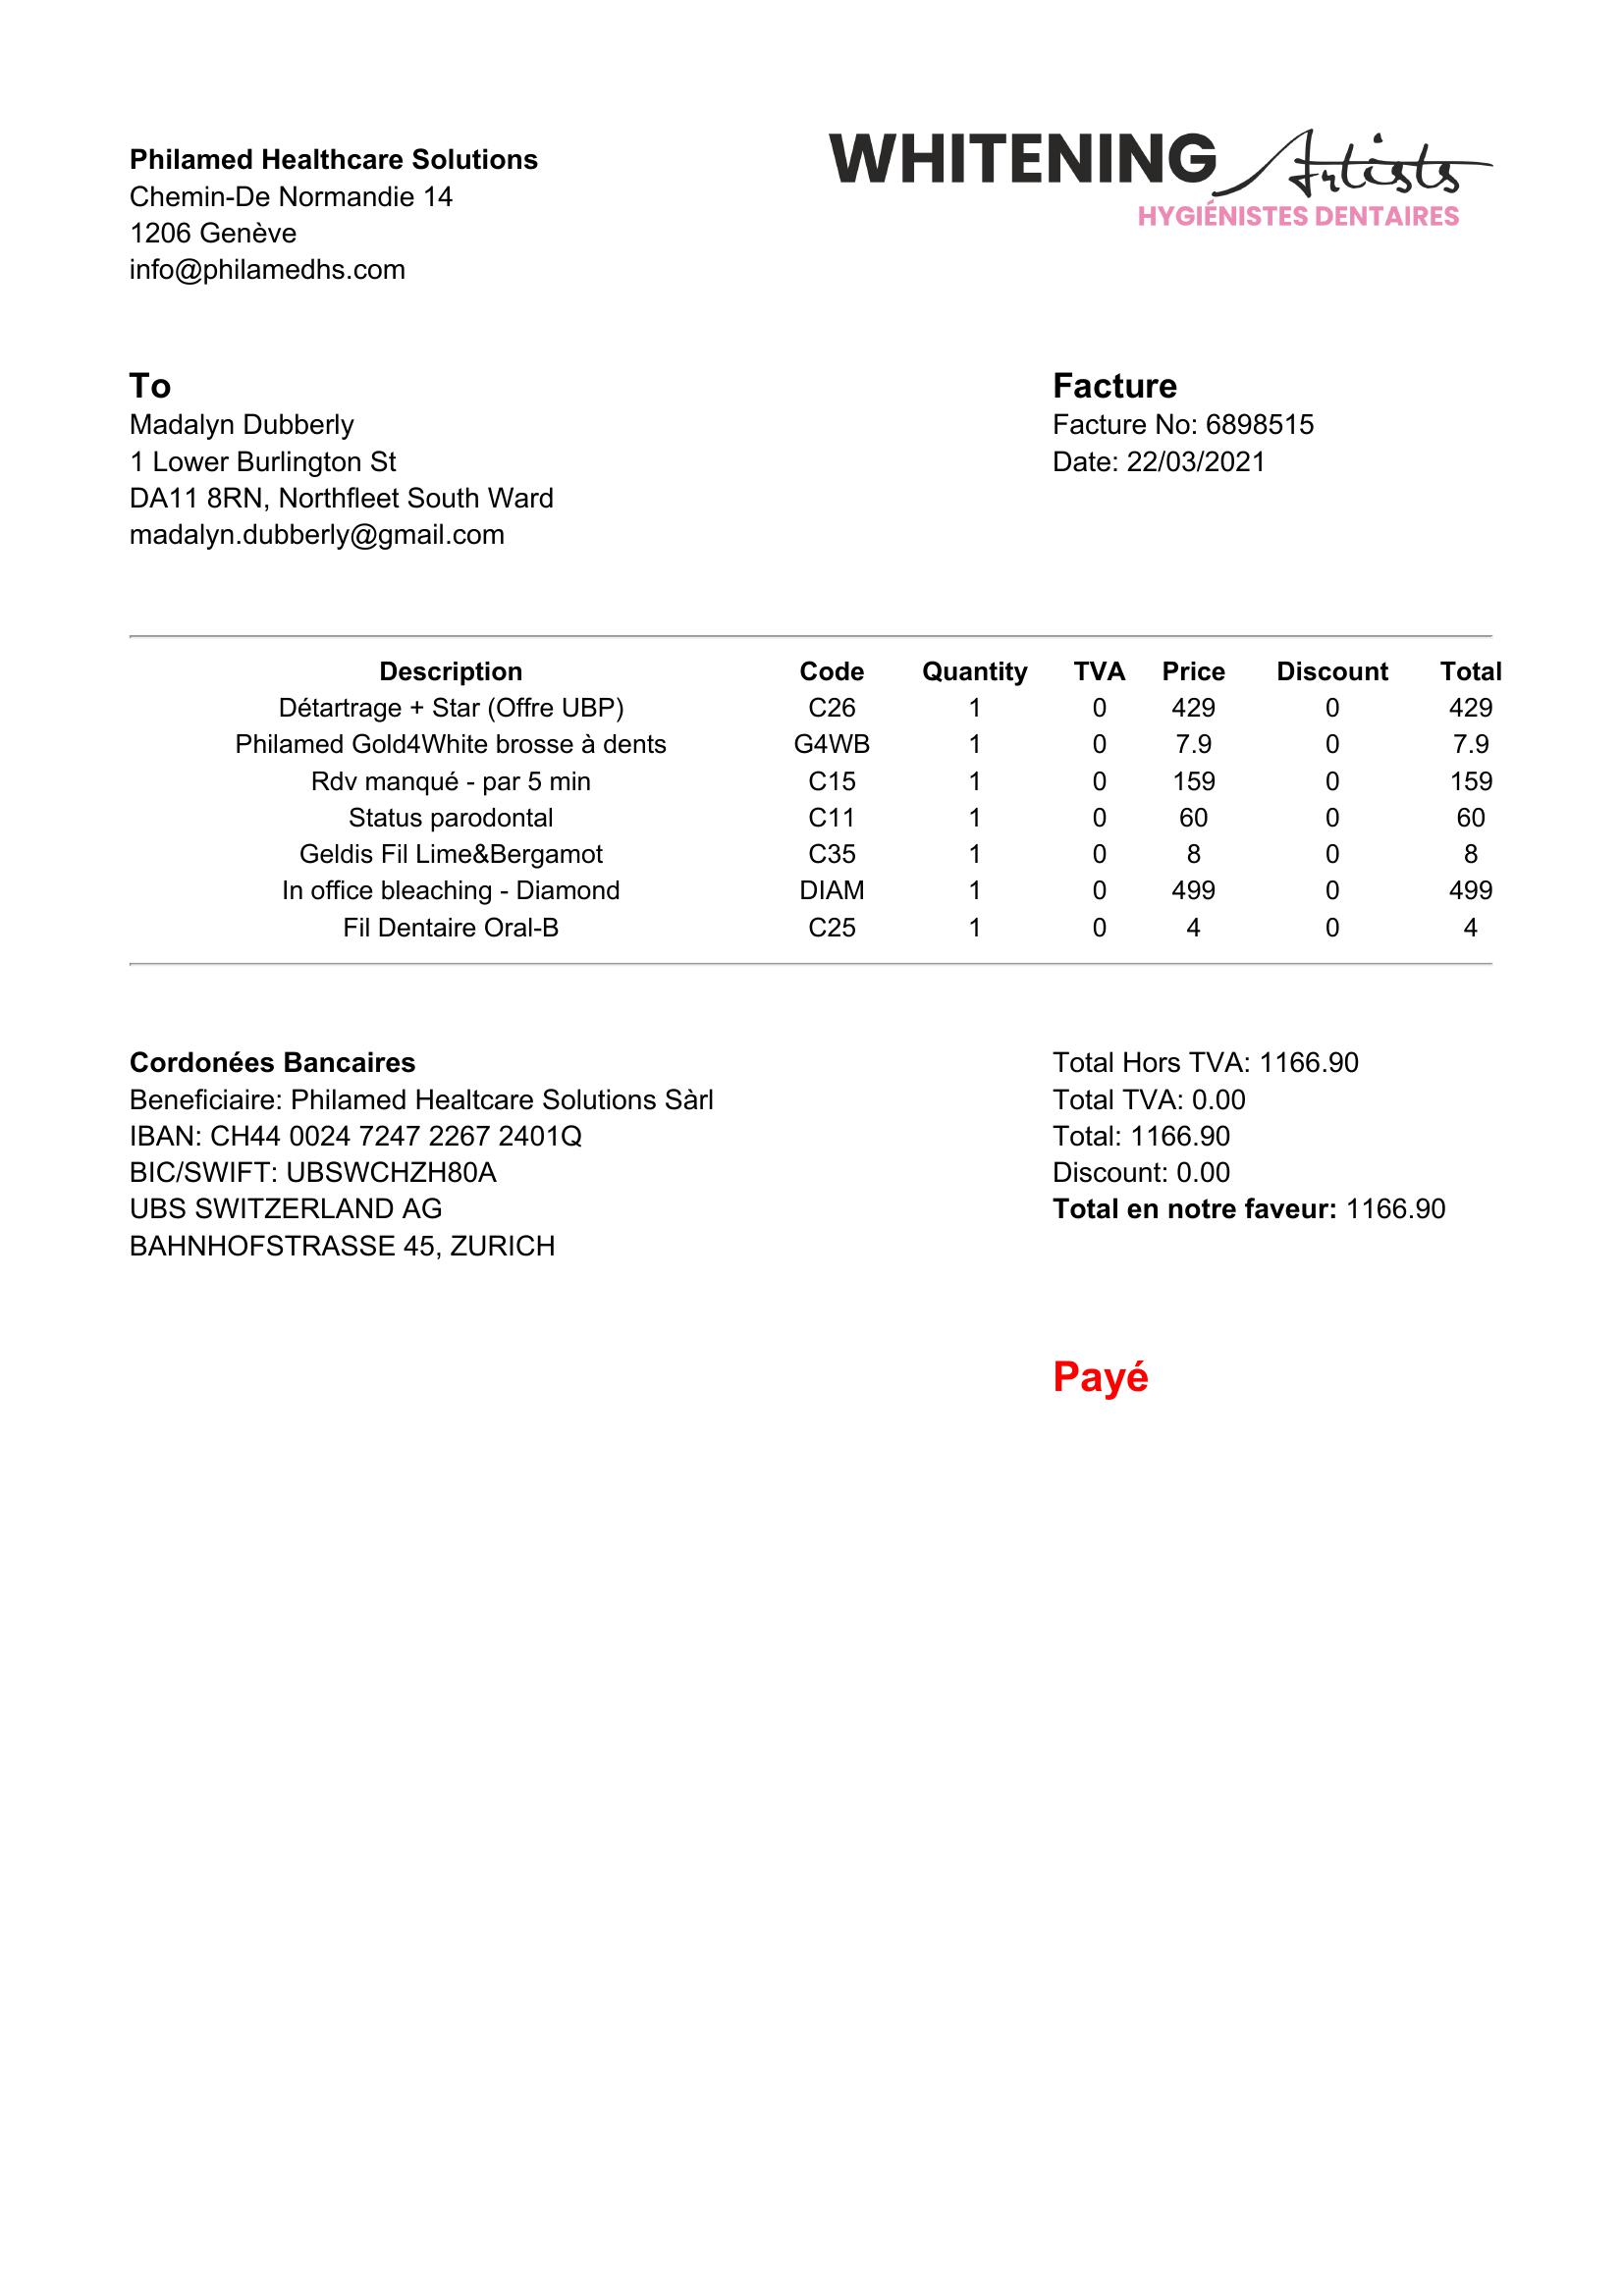 Philamed Healthcare Solutions
Chemin-De Normandie 14
1206 Genève
info@philamedhs.com
WHITENING Artists
HYGIÉNISTES DENTAIRES
To
Madalyn Dubberly
1 Lower Burlington St
DA11 8RN, Northfleet South Ward
madalyn.dubberly@gmail.com
Facture
Facture No: 6898515
Date: 22/03/2021
Description Code Quantity TVA Price Discount Total
Détartrage + Star (Offre UBP) C26 1 0 429 0 429
Philamed Gold4White brosse à dents G4WB 1 0 7.9 0 7.9
Rdv manqué - par 5 min C15 1 0 159 0 159
Status parodontal C11 1 0 60 0 60
Geldis Fil Lime&Bergamot C35 1 0 8 0 8
In office bleaching - Diamond DIAM 1 0 499 0 499
Fil Dentaire Oral-B C25 1 0 4 0 4
Cordonées Bancaires
Beneficiaire: Philamed Healtcare Solutions Sàrl
IBAN: CH44 0024 7247 2267 2401Q
BIC/SWIFT: UBSWCHZH80A
UBS SWITZERLAND AG
BAHNHOFSTRASSE 45, ZURICH
Total Hors TVA: 1166.90
Total TVA: 0.00
Total: 1166.90
Discount: 0.00
Total en notre faveur: 1166.90
Payé